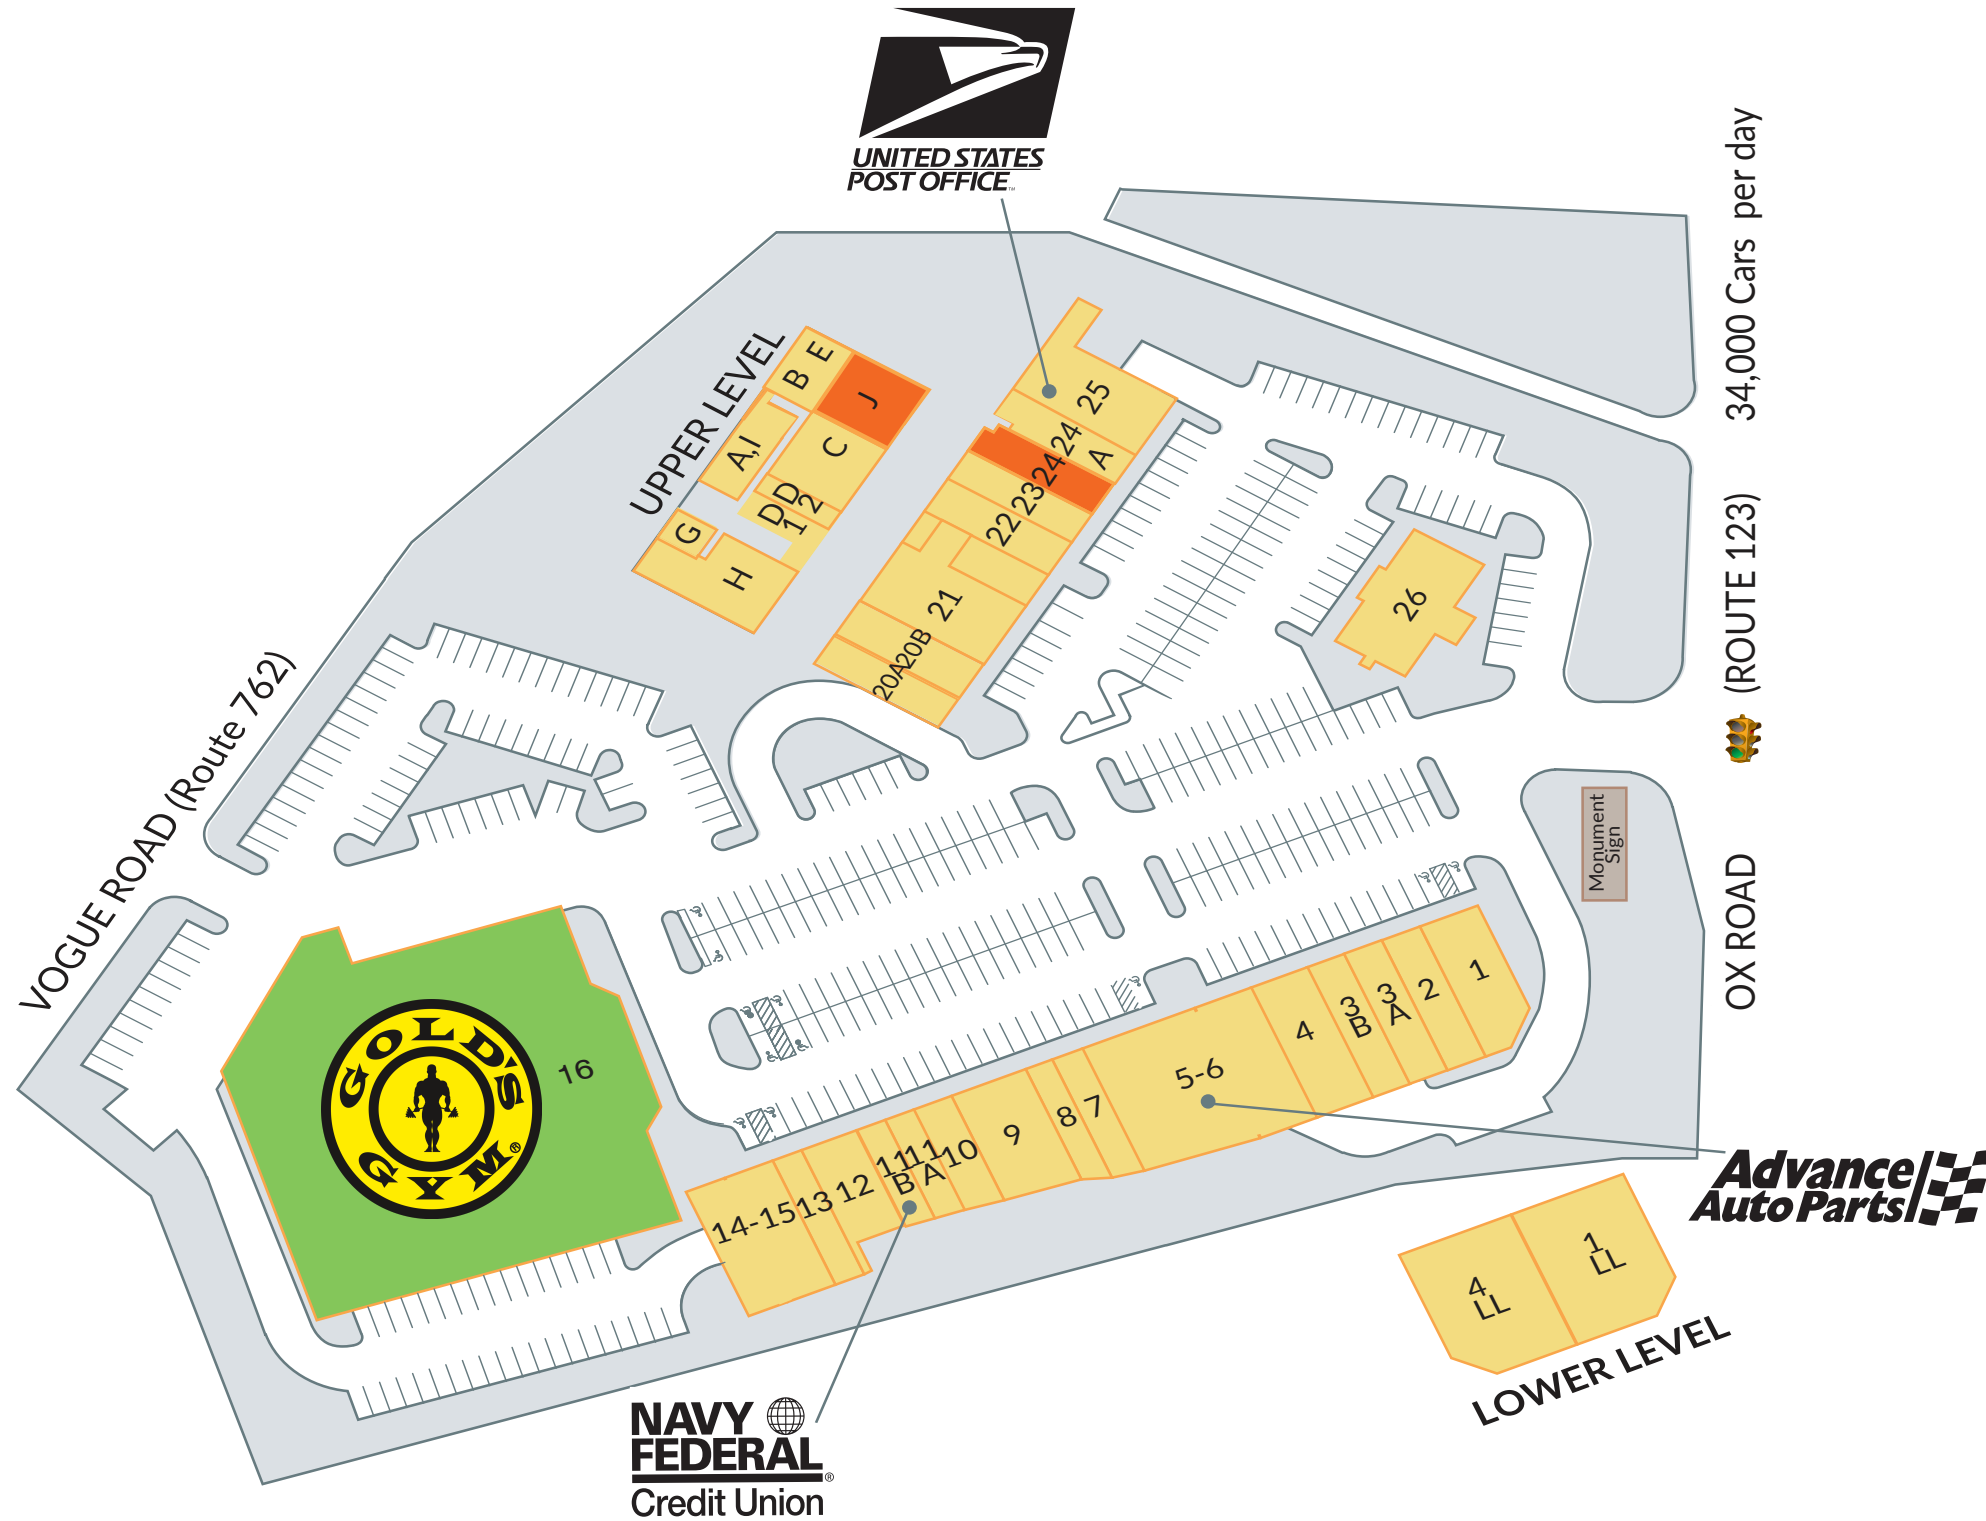 UNITED STATES
POST OFFICE™
34,000 Cars per day
(ROUTE 123)
OX ROAD
Monument
Sign
UPPER LEVEL
B
E
J
A,I
C
D
2
D
1
G
H
25
24
A
24
23
22
21
20B
20A
26
VOGUE ROAD (Route 762)
GOLD'S
GYM®
16
1
2
3
A
3
B
4
5-6
7
8
9
10
11
A
11
B
12
13
14-15
Advance
Auto Parts
1
LL
4
LL
LOWER LEVEL
NAVY
FEDERAL®
Credit Union